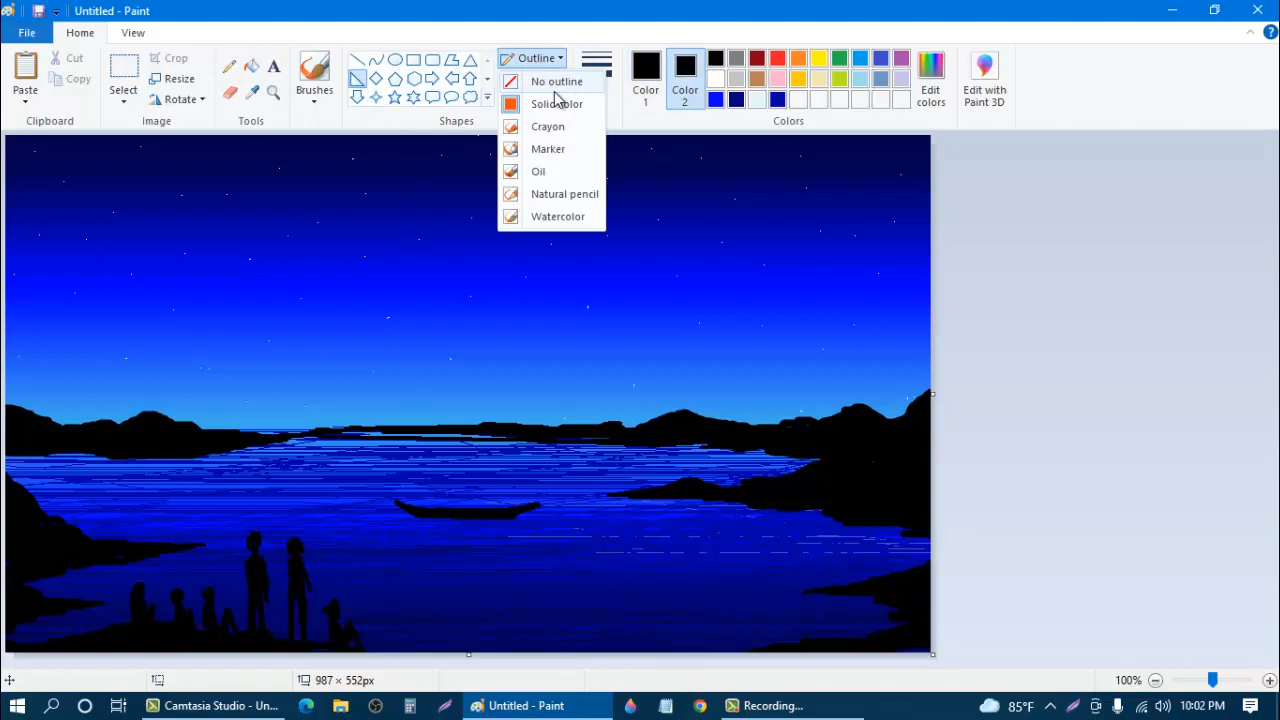 Untitled - Paint
File
Home
View
Paste
Cut
Copy
Clipboard
Select
Crop
Resize
Rotate
Image
A
Tools
Brushes
Shapes
Outline
No outline
Solid color
Crayon
Marker
Oil
Natural pencil
Watercolor
Color
1
Color
2
Colors
Edit
colors
Edit with
Paint 3D
987 × 552px
100%
Camtasia Studio - Un...
Untitled - Paint
Recording...
85°F
10:02 PM